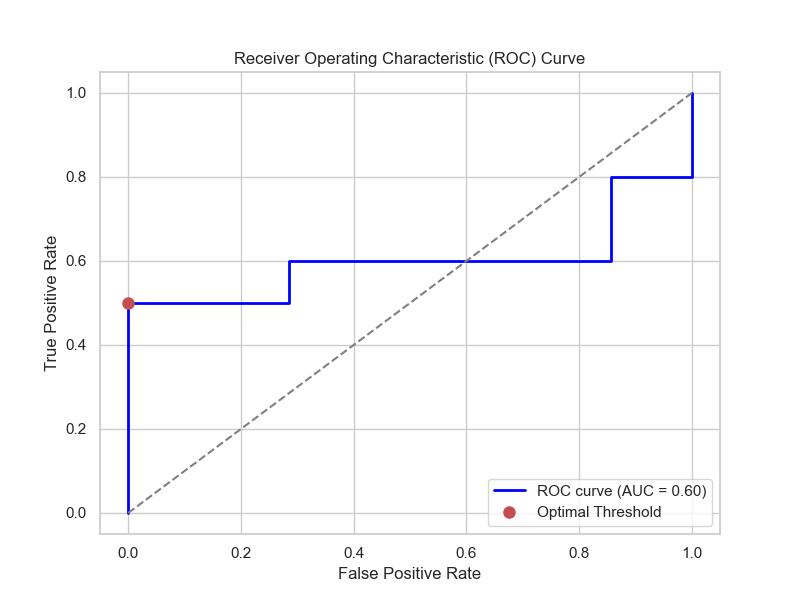 Receiver Operating Characteristic (ROC) Curve
1.0
0.8
0.6
0.4
0.2
0.0
True Positive Rate
0.0 0.2 0.4 0.6 0.8 1.0
False Positive Rate
ROC curve (AUC = 0.60)
Optimal Threshold